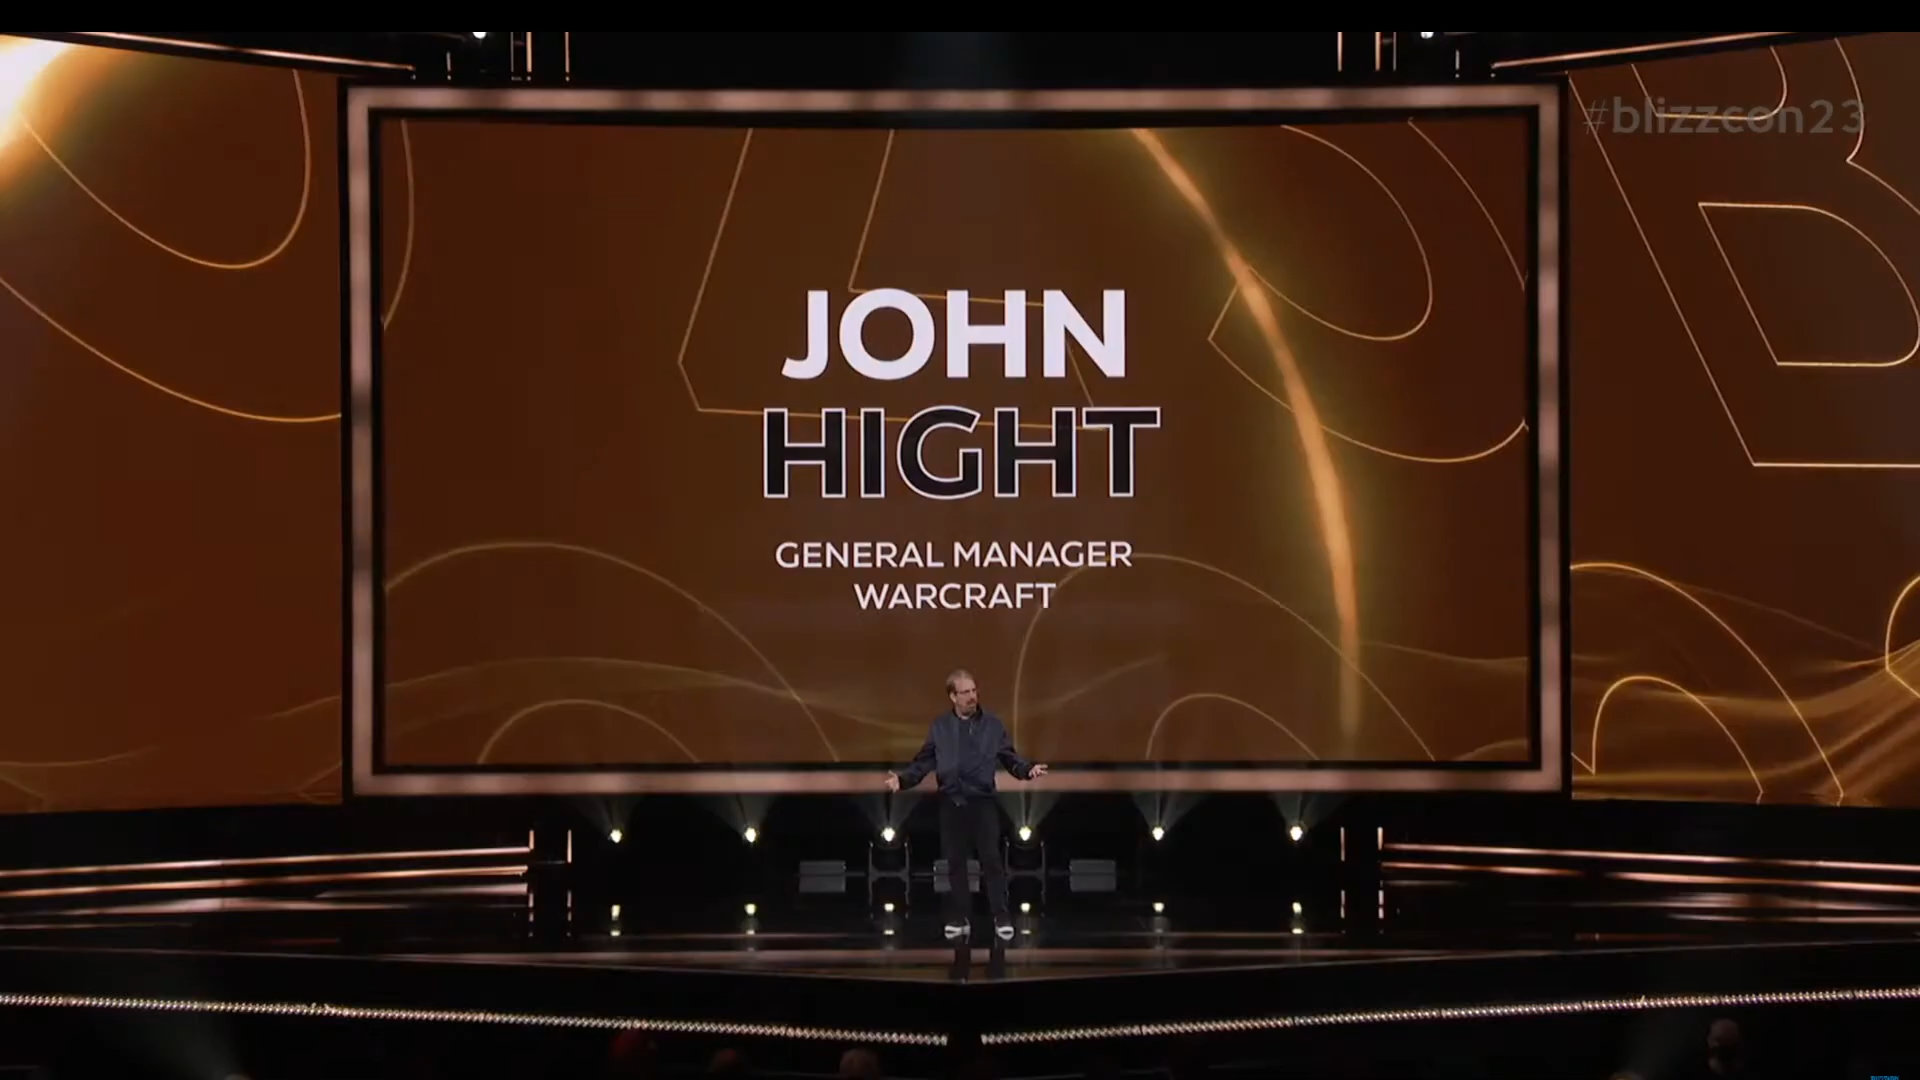 #blizzcon23
JOHN
HIGHT
GENERAL MANAGER
WARCRAFT